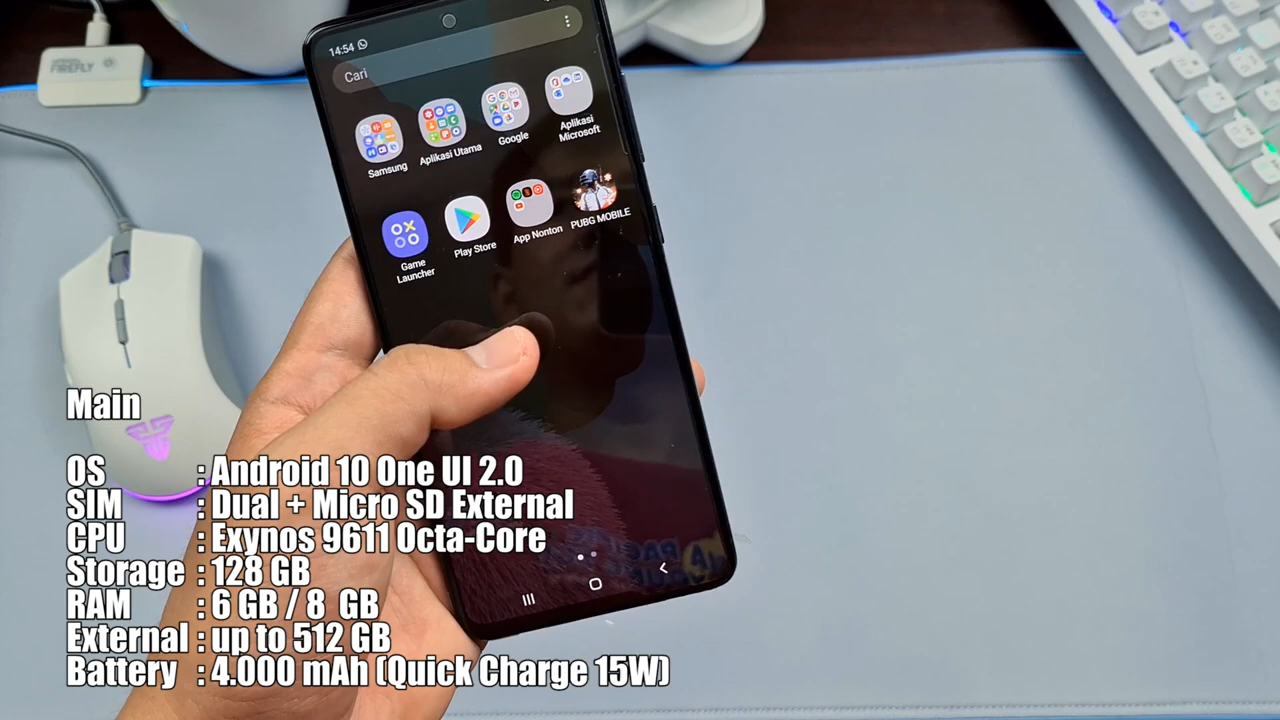 FIREFLY
14:54
Cari
Samsung
Aplikasi Utama
Google
Aplikasi
Microsoft
Game
Launcher
Play Store
App Nonton
PUBG MOBILE
Main
OS : Android 10 One UI 2.0
SIM : Dual + Micro SD External
CPU : Exynos 9611 Octa-Core
Storage : 128 GB
RAM : 6 GB / 8 GB
External : up to 512 GB
Battery : 4.000 mAh (Quick Charge 15W)